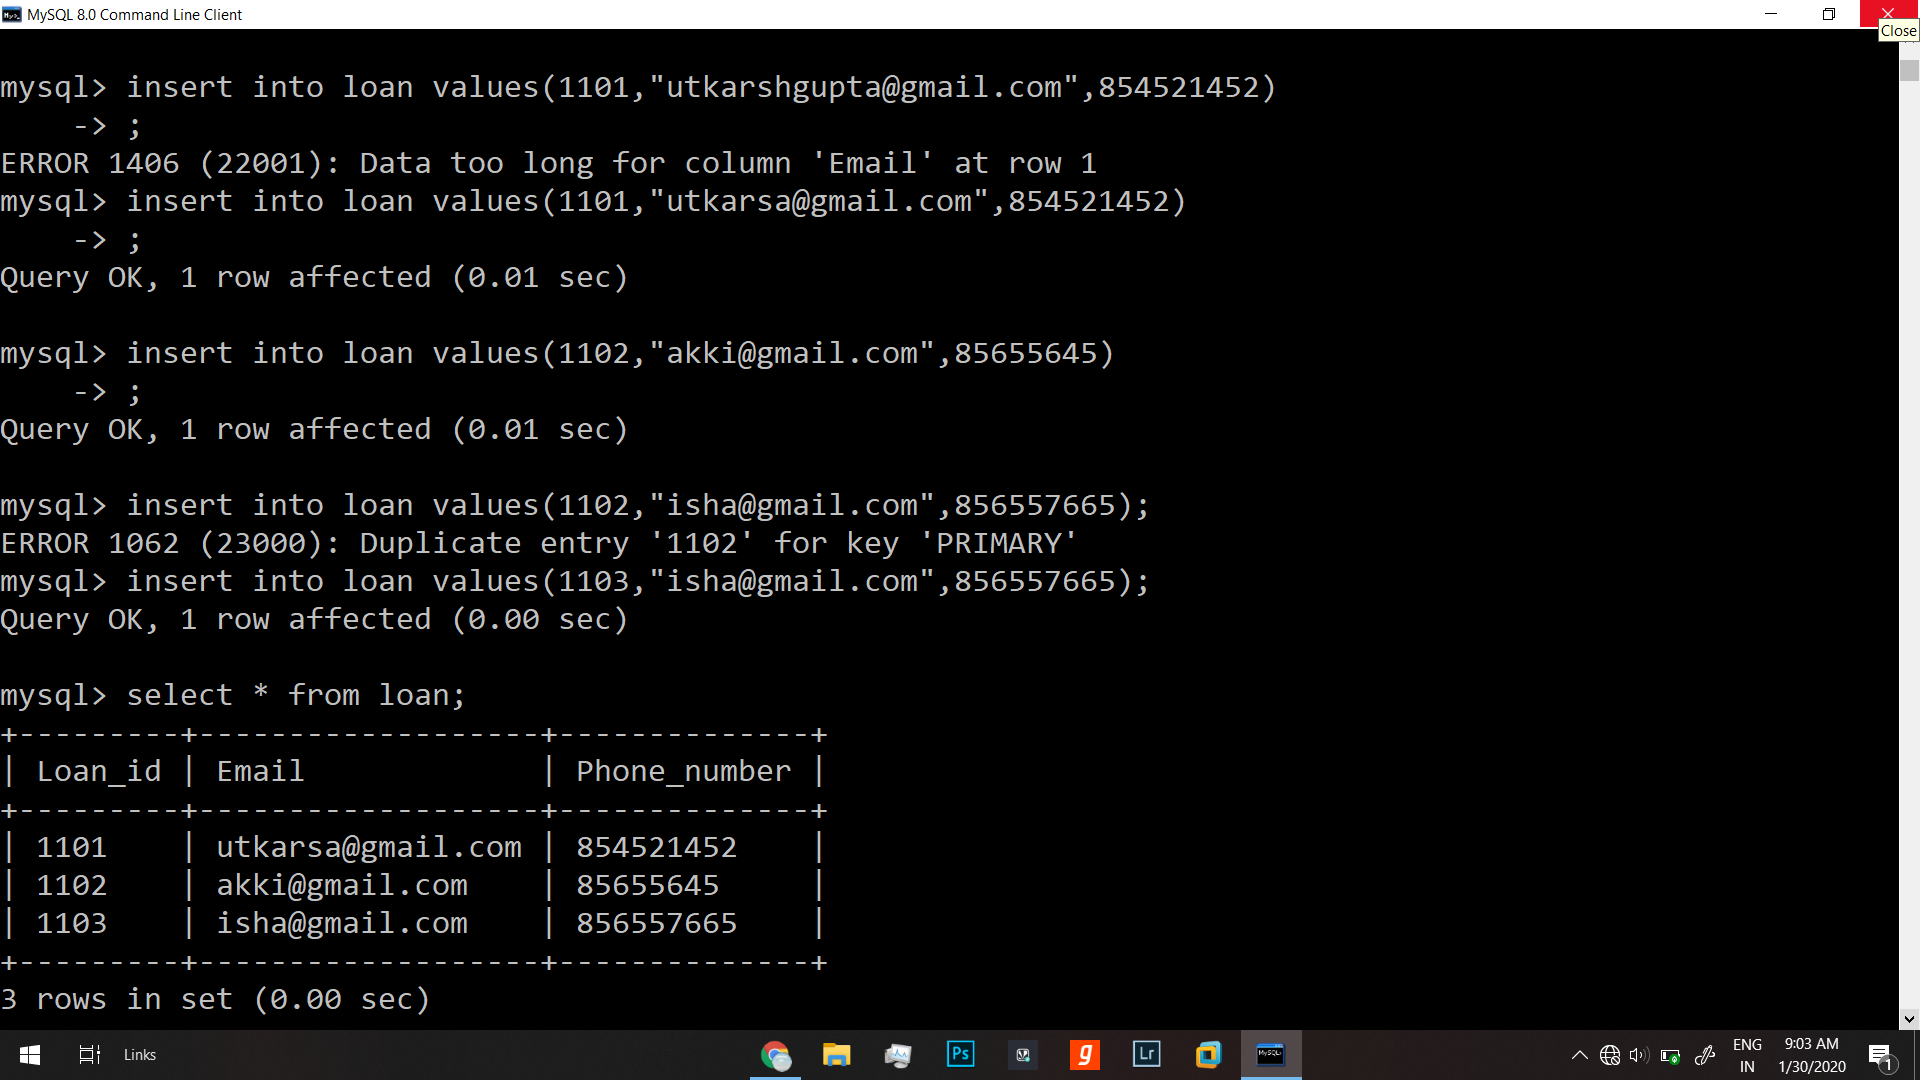 MySQL 8.0 Command Line Client
Close
mysql> insert into loan values(1101,"utkarshgupta@gmail.com",854521452)
    -> ;
ERROR 1406 (22001): Data too long for column 'Email' at row 1
mysql> insert into loan values(1101,"utkarsa@gmail.com",854521452)
    -> ;
Query OK, 1 row affected (0.01 sec)
mysql> insert into loan values(1102,"akki@gmail.com",85655645)
    -> ;
Query OK, 1 row affected (0.01 sec)
mysql> insert into loan values(1102,"isha@gmail.com",856557665);
ERROR 1062 (23000): Duplicate entry '1102' for key 'PRIMARY'
mysql> insert into loan values(1103,"isha@gmail.com",856557665);
Query OK, 1 row affected (0.00 sec)
mysql> select * from loan;
+---------+-------------------+--------------+
| Loan_id | Email             | Phone_number |
+---------+-------------------+--------------+
| 1101    | utkarsa@gmail.com | 854521452    |
| 1102    | akki@gmail.com    | 85655645     |
| 1103    | isha@gmail.com    | 856557665    |
+---------+-------------------+--------------+
3 rows in set (0.00 sec)
Links
Ps
g
Lr
MySQL
ENG
IN
9:03 AM
1/30/2020
1